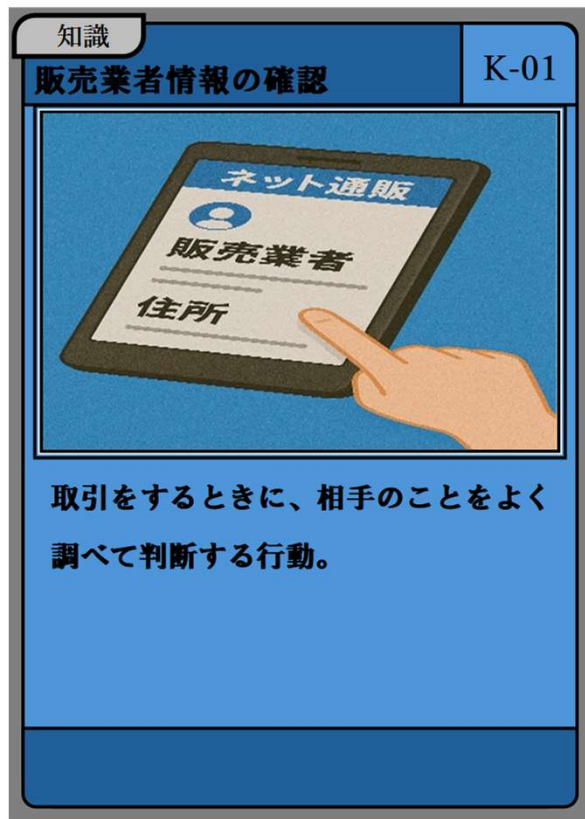 知識
販売業者情報の確認
K-01
ネット通販
販売業者
住所
取引をするときに、相手のことをよく
調べて判断する行動。